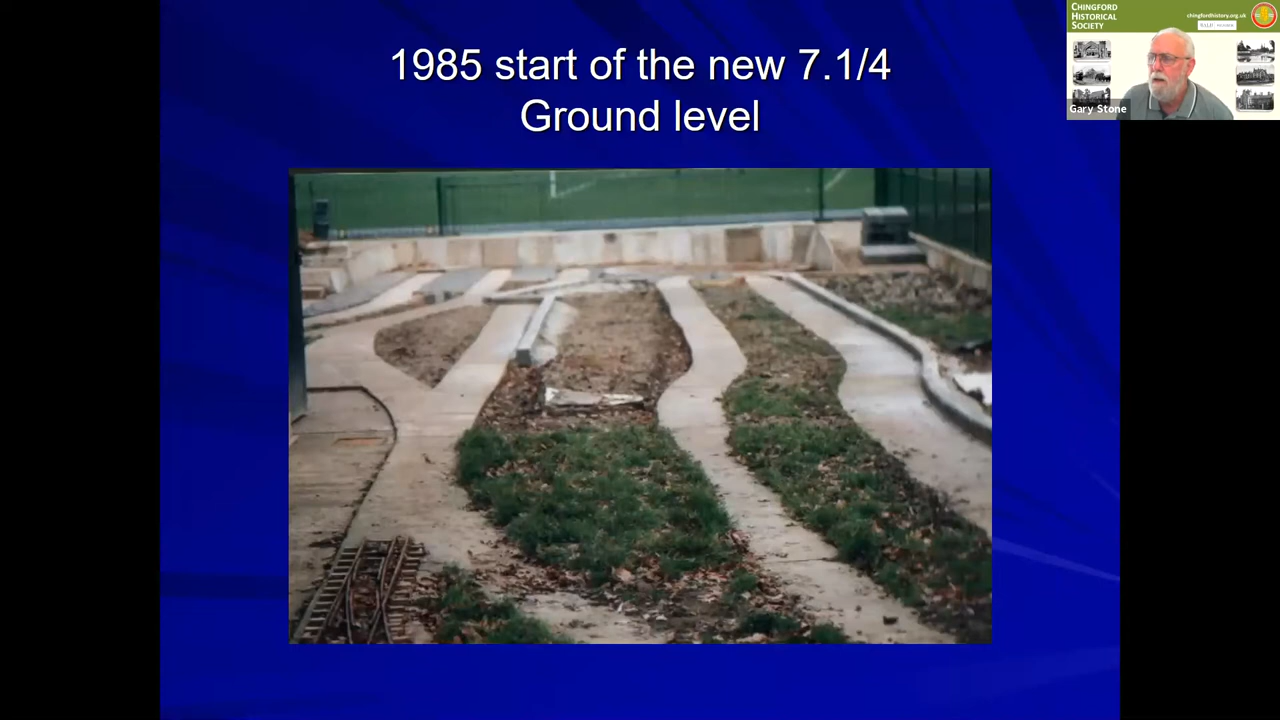 1985 start of the new 7.1/4
Ground level
CHINGFORD
HISTORICAL
SOCIETY
chingfordhistory.org.uk
Gary Stone